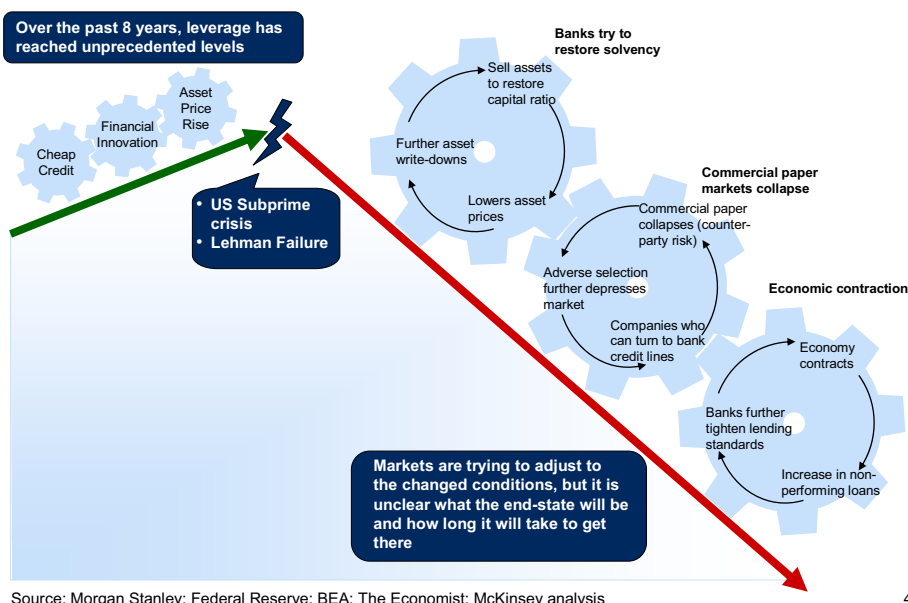 Over the past 8 years, leverage has
reached unprecedented levels
Cheap
Credit
Financial
Innovation
Asset
Price
Rise
• US Subprime
crisis
• Lehman Failure
Banks try to
restore solvency
Sell assets
to restore
capital ratio
Lowers asset
prices
Further asset
write-downs
Commercial paper
markets collapse
Commercial paper
collapses (counter-
party risk)
Adverse selection
further depresses
market
Companies who
can turn to bank
credit lines
Economic contraction
Economy
contracts
Increase in non-
performing loans
Banks further
tighten lending
standards
Markets are trying to adjust to
the changed conditions, but it is
unclear what the end-state will be
and how long it will take to get
there
Source: Morgan Stanley; Federal Reserve; BEA; The Economist; McKinsey analysis
4